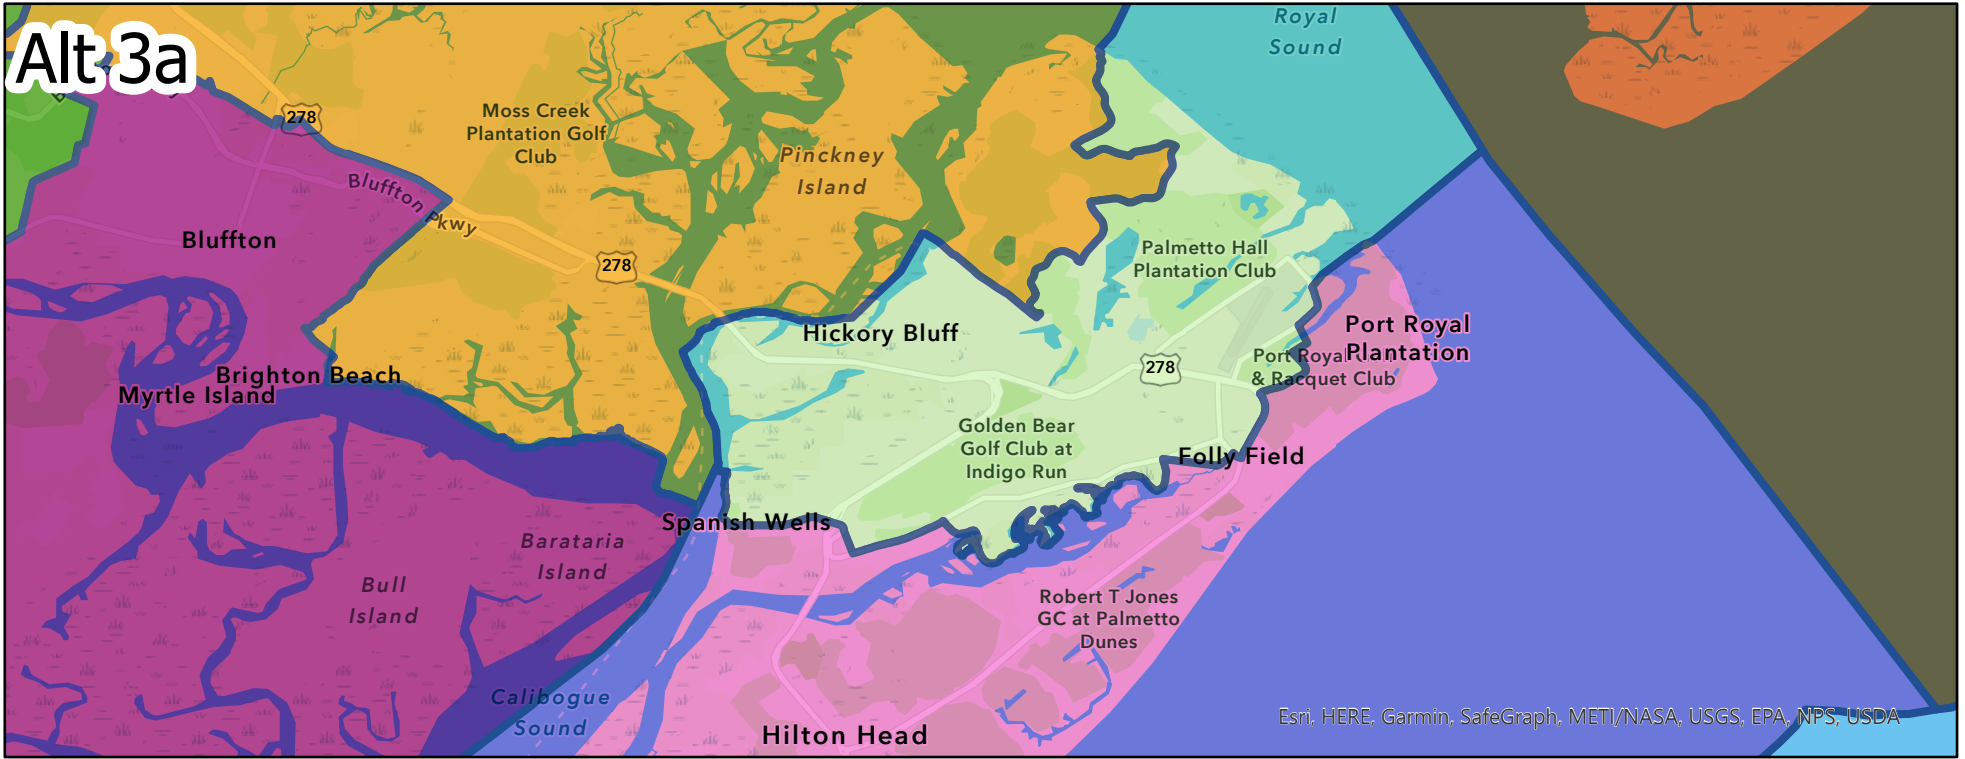 Alt 3a
Royal
Sound
278
Moss Creek
Plantation Golf
Club
Pinckney
Island
Bluffton Pkwy
Bluffton
278
Palmetto Hall
Plantation Club
Hickory Bluff
Port Royal
Plantation
Port Royal
& Racquet Club
278
Brighton Beach
Myrtle Island
Golden Bear
Golf Club at
Indigo Run
Folly Field
Spanish Wells
Barataria
Island
Bull
Island
Robert T Jones
GC at Palmetto
Dunes
Calibogue
Sound
Hilton Head
Esri, HERE, Garmin, SafeGraph, METI/NASA, USGS, EPA, NPS, USDA